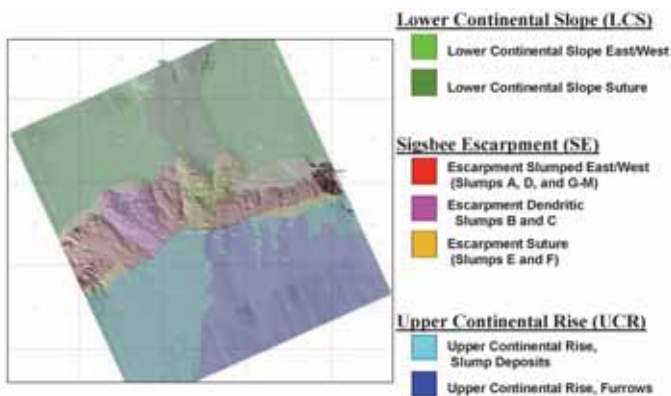 Lower Continental Slope (LCS)
Lower Continental Slope East/West
Lower Continental Slope Suture
Sigsbee Escarpment (SE)
Escarpment Slumped East/West
(Slumps A, D, and G-M)
Escarpment Dendritic
Slumps B and C
Escarpment Suture
(Slumps E and F)
Upper Continental Rise (UCR)
Upper Continental Rise,
Slump Deposits
Upper Continental Rise, Furrows